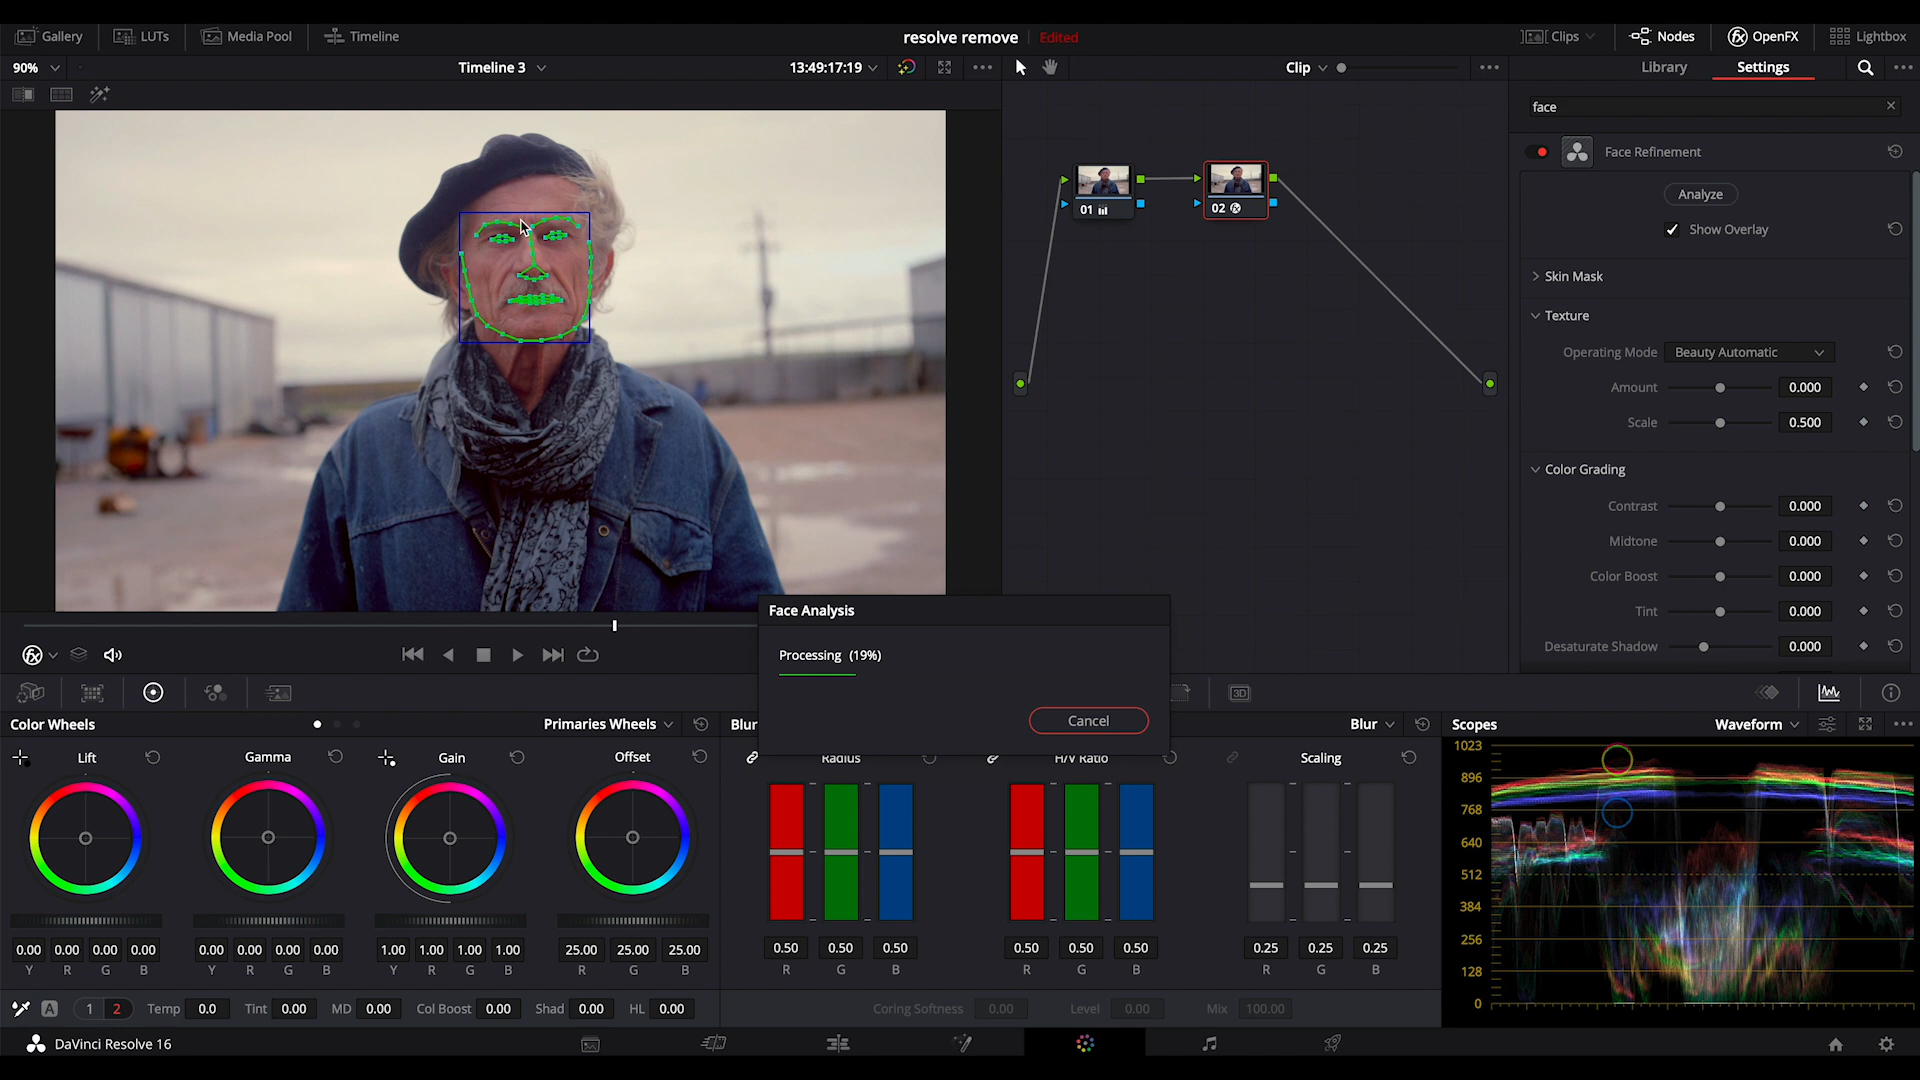 Gallery LUTs Media Pool Timeline resolve remove Edited Clips Nodes OpenFX Lightbox
90% Timeline 3 13:49:17:19 Clip Library Settings
face
Face Refinement
Analyze
Show Overlay
01 02
Skin Mask
Texture
Operating Mode Beauty Automatic
Amount 0.000
Scale 0.500
Color Grading
Contrast 0.000
Midtone 0.000
Color Boost 0.000
Tint 0.000
Desaturate Shadow 0.000
Face Analysis
Processing (19%)
Cancel
3D
Color Wheels Primaries Wheels Blur Blur Scopes Waveform
Lift Gamma Gain Offset Radius H/V Ratio Scaling
1023
896
768
640
512
384
256
128
0
0.00 0.00 0.00 0.00 0.00 0.00 0.00 0.00 1.00 1.00 1.00 1.00 25.00 25.00 25.00 0.50 0.50 0.50 0.50 0.50 0.50 0.25 0.25 0.25
Y R G B Y R G B Y R G B R G B R G B R G B R G B
A 1 2 Temp 0.0 Tint 0.00 MD 0.00 Col Boost 0.00 Shad 0.00 HL 0.00 Coring Softness 0.00 Level 0.00 Mix 100.00
DaVinci Resolve 16